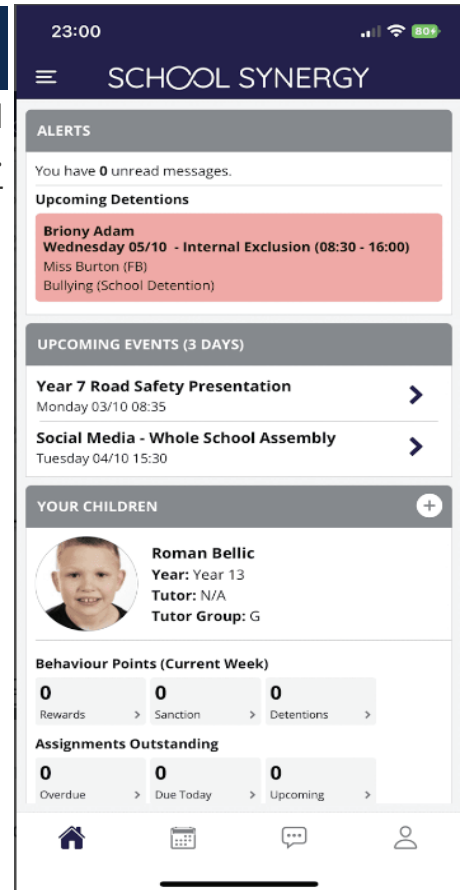 23:00
80+
SCHOOL SYNERGY
ALERTS
You have 0 unread messages.
Upcoming Detentions
Briony Adam
Wednesday 05/10 - Internal Exclusion (08:30 - 16:00)
Miss Burton (FB)
Bullying (School Detention)
UPCOMING EVENTS (3 DAYS)
Year 7 Road Safety Presentation
Monday 03/10 08:35
Social Media - Whole School Assembly
Tuesday 04/10 15:30
YOUR CHILDREN
Roman Bellic
Year: Year 13
Tutor: N/A
Tutor Group: G
Behaviour Points (Current Week)
0 0 0
Rewards Sanction Detentions
Assignments Outstanding
0 0 0
Overdue Due Today Upcoming